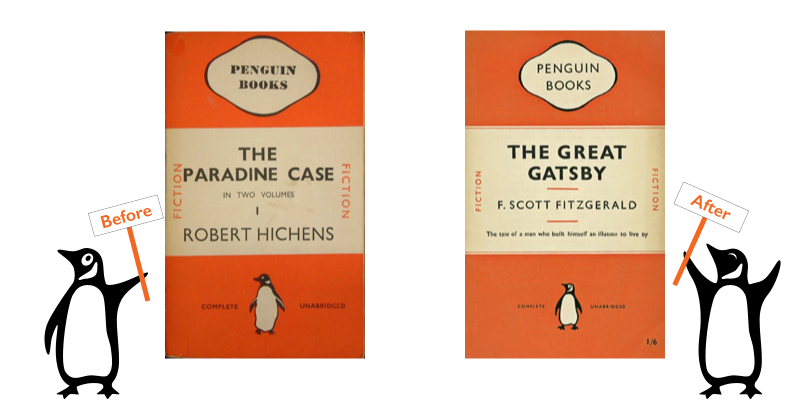 Before
PENGUIN
BOOKS
THE
PARADINE CASE
IN TWO VOLUMES
I
ROBERT HICHENS
FICTION
FICTION
COMPLETE UNABRIDGED
PENGUIN
BOOKS
THE GREAT
GATSBY
F. SCOTT FITZGERALD
The tale of a man who built himself an illusion to live by
FICTION
FICTION
COMPLETE UNABRIDGED
1/6
After